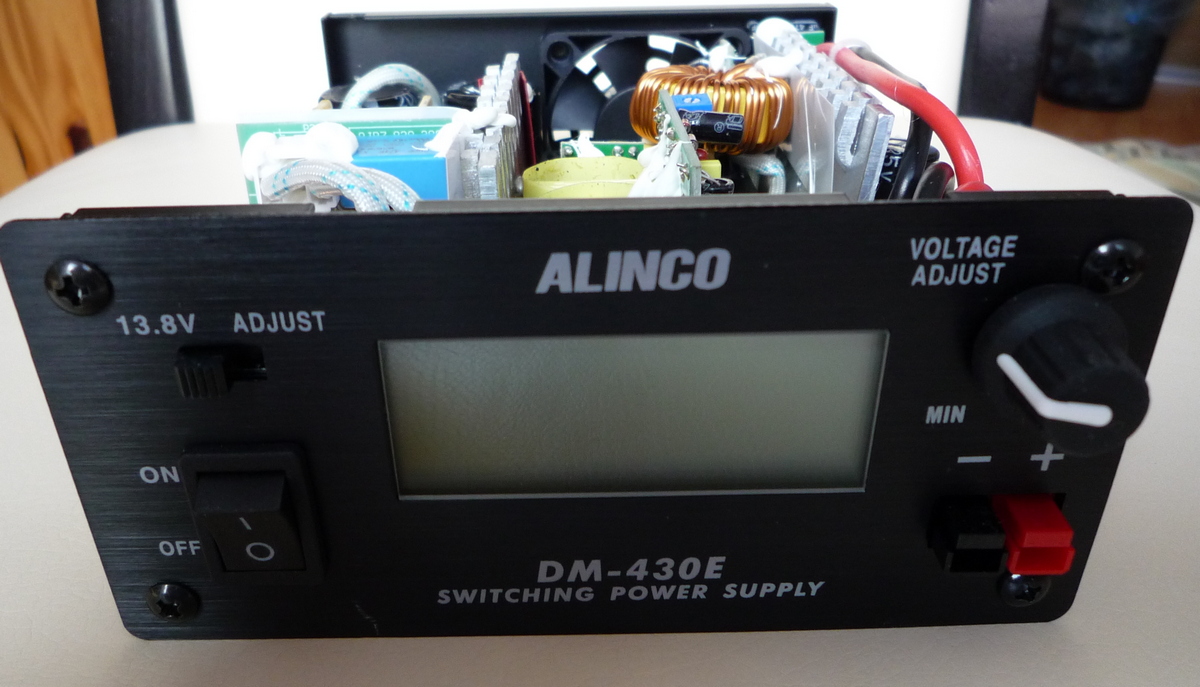 ALINCO
VOLTAGE
ADJUST
13.8V ADJUST
MIN
− +
ON
I
OFF
O
DM-430E
SWITCHING POWER SUPPLY